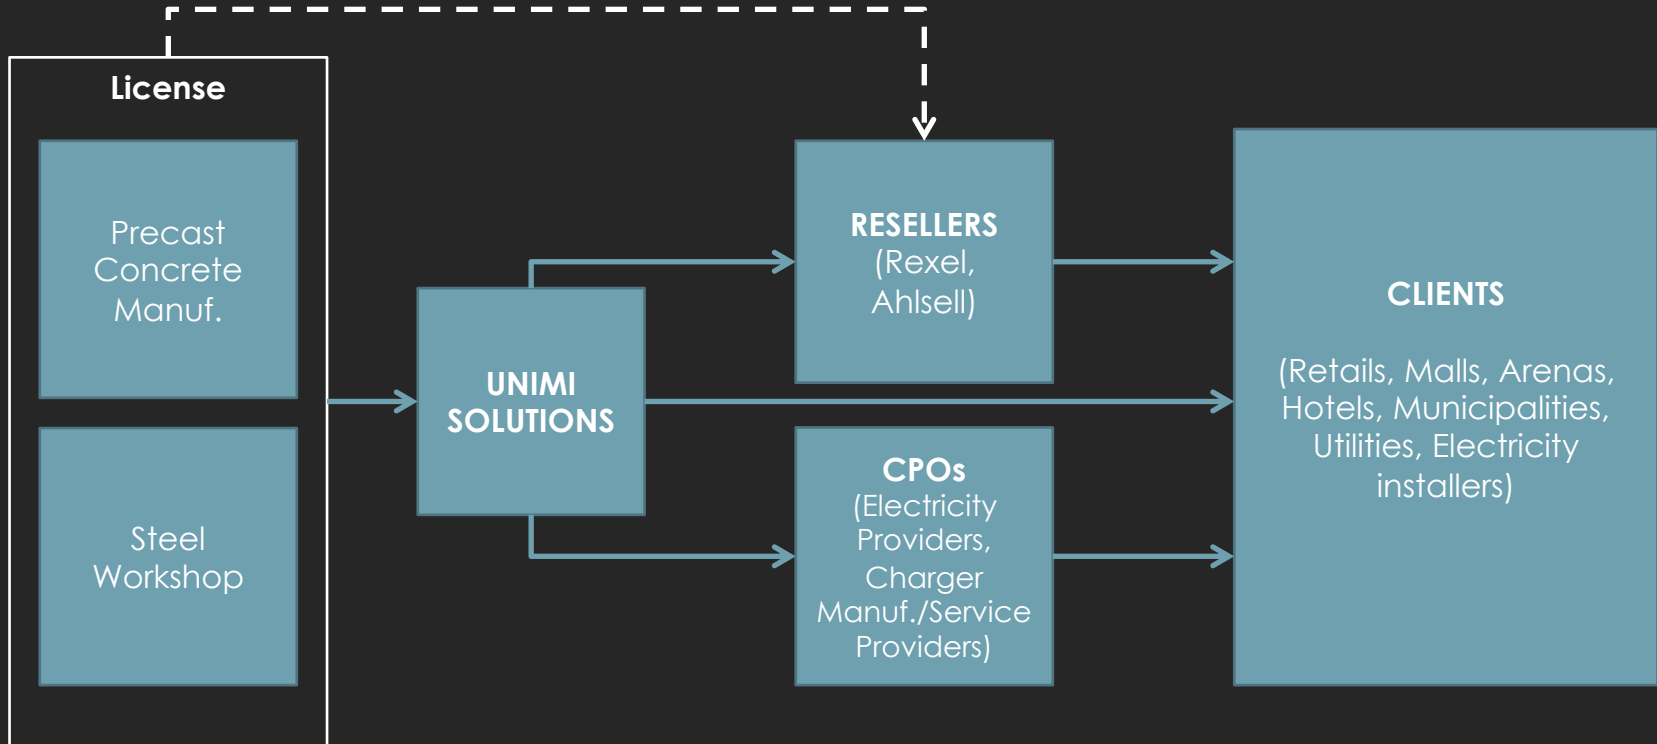 License
Precast
Concrete
Manuf.
Steel
Workshop
UNIMI
SOLUTIONS
RESELLERS
(Rexel,
Ahlsell)
CPOs
(Electricity
Providers,
Charger
Manuf./Service
Providers)
CLIENTS
(Retails, Malls, Arenas,
Hotels, Municipalities,
Utilities, Electricity
installers)